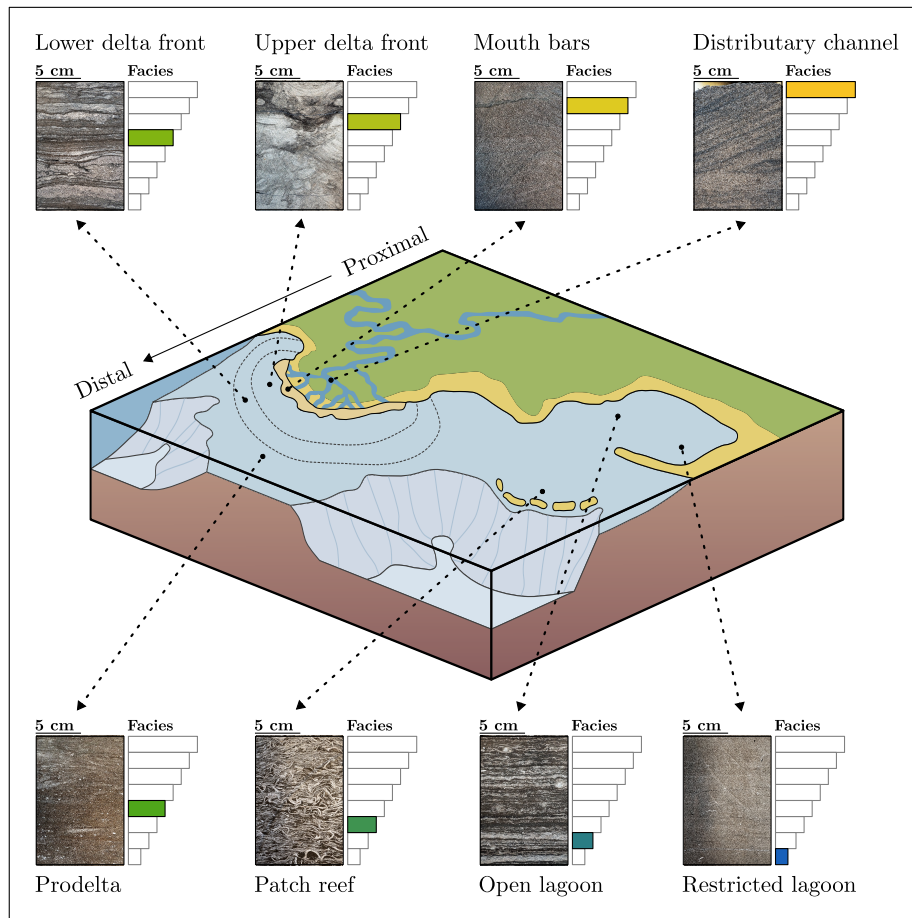 Lower delta front
Upper delta front
Mouth bars
Distributary channel
5 cm Facies
5 cm Facies
5 cm Facies
5 cm Facies
Proximal
Distal
5 cm Facies
5 cm Facies
5 cm Facies
5 cm Facies
Prodelta
Patch reef
Open lagoon
Restricted lagoon